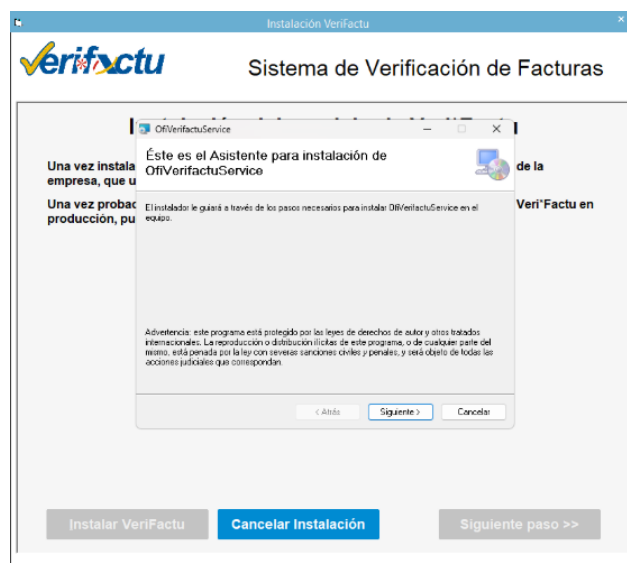 Instalación VeriFactu
Verifactu
Sistema de Verificación de Facturas
OfiVerifactuService
Éste es el Asistente para instalación de
OfiVerifactuService
Una vez instala
de la
empresa, que u
Una vez probad
Veri*Factu en
producción, pu
El instalador le guiará a través de los pasos necesarios para instalar OfiVerifactuService en el
equipo.
Advertencia: este programa está protegido por las leyes de derechos de autor y otros tratados
internacionales. La reproducción o distribución ilícitas de este programa, o de cualquier parte del
mismo, está penada por la ley con severas sanciones civiles y penales, y será objeto de todas las
acciones judiciales que correspondan.
< Atrás
Siguiente >
Cancelar
Instalar VeriFactu
Cancelar Instalación
Siguiente paso >>